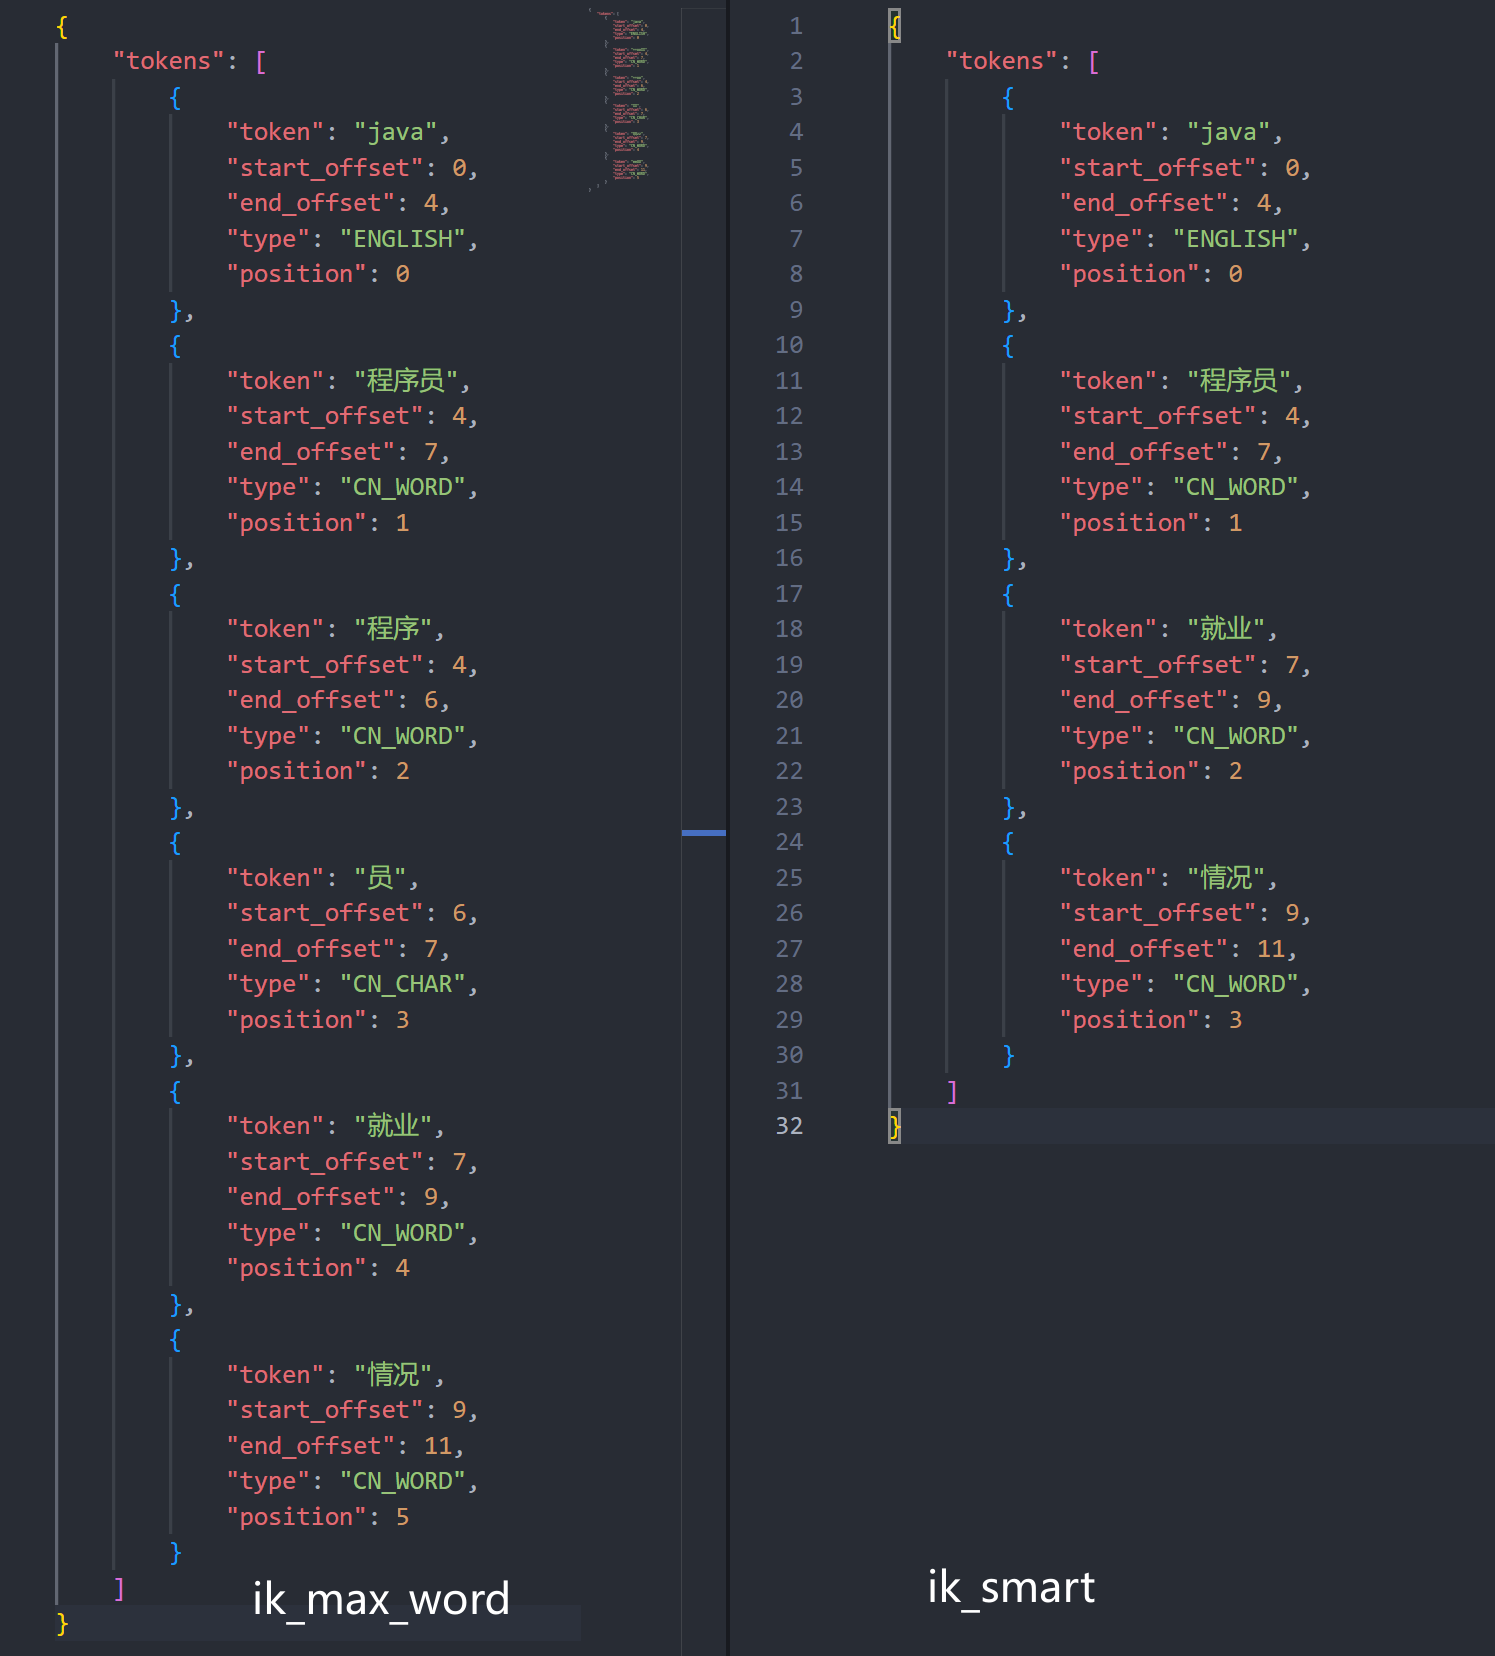 {
"tokens": [
{
"token": "java",
"start_offset": 0,
"end_offset": 4,
"type": "ENGLISH",
"position": 0
},
{
"token": "程序员",
"start_offset": 4,
"end_offset": 7,
"type": "CN_WORD",
"position": 1
},
{
"token": "程序",
"start_offset": 4,
"end_offset": 6,
"type": "CN_WORD",
"position": 2
},
{
"token": "员",
"start_offset": 6,
"end_offset": 7,
"type": "CN_CHAR",
"position": 3
},
{
"token": "就业",
"start_offset": 7,
"end_offset": 9,
"type": "CN_WORD",
"position": 4
},
{
"token": "情况",
"start_offset": 9,
"end_offset": 11,
"type": "CN_WORD",
"position": 5
}
]
}
ik_max_word
1 {
2 "tokens": [
3 {
4 "token": "java",
5 "start_offset": 0,
6 "end_offset": 4,
7 "type": "ENGLISH",
8 "position": 0
9 },
10 {
11 "token": "程序员",
12 "start_offset": 4,
13 "end_offset": 7,
14 "type": "CN_WORD",
15 "position": 1
16 },
17 {
18 "token": "就业",
19 "start_offset": 7,
20 "end_offset": 9,
21 "type": "CN_WORD",
22 "position": 2
23 },
24 {
25 "token": "情况",
26 "start_offset": 9,
27 "end_offset": 11,
28 "type": "CN_WORD",
29 "position": 3
30 }
31 ]
32 }
ik_smart